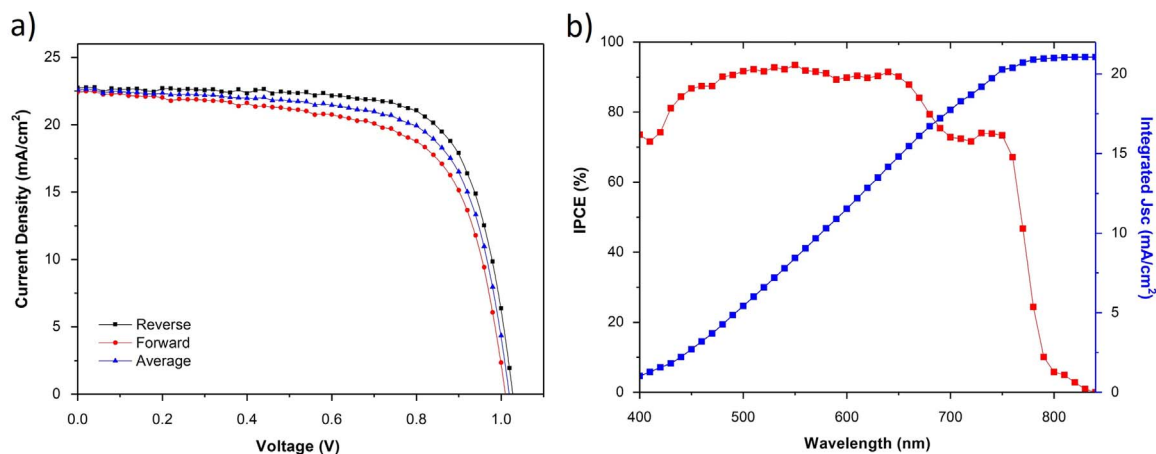 a)
25
20
15
10
5
0
Current Density (mA/cm²)
Reverse
Forward
Average
0.0 0.2 0.4 0.6 0.8 1.0
Voltage (V)
b)
100
80
60
40
20
0
IPCE (%)
20
15
10
5
0
Integrated Jsc (mA/cm²)
400 500 600 700 800
Wavelength (nm)